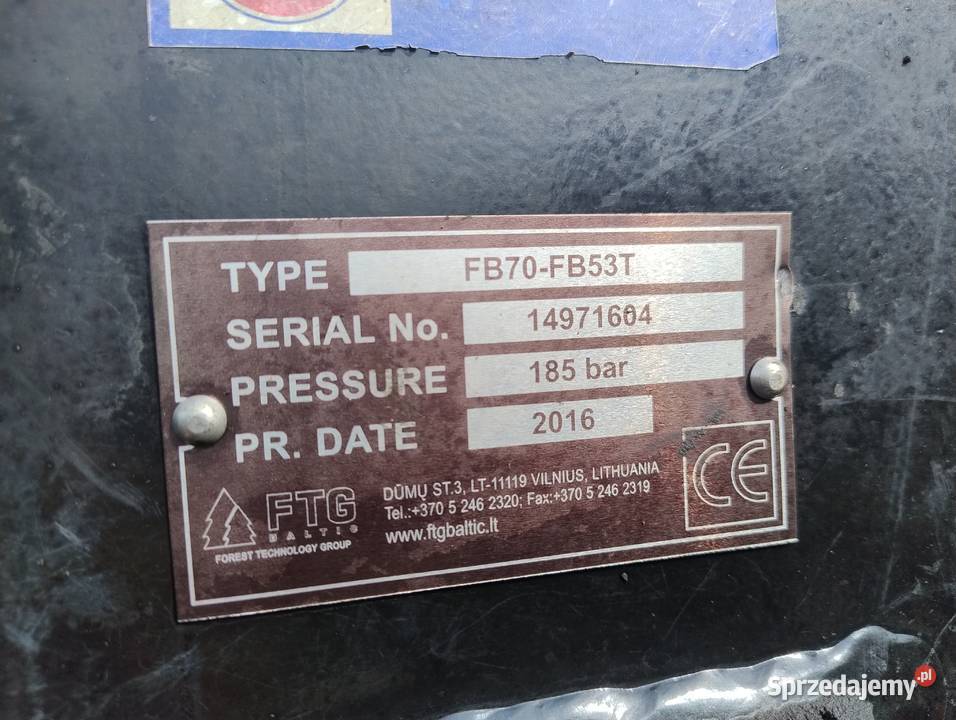 TYPE FB70-FB53T
SERIAL No. 14971604
PRESSURE 185 bar
PR. DATE 2016
FTG
BALTIC
FOREST TECHNOLOGY GROUP
DŪMŲ ST.3, LT-11119 VILNIUS, LITHUANIA
Tel.:+370 5 246 2320; Fax:+370 5 246 2319
www.ftgbaltic.lt
CE
Sprzedajemy.pl